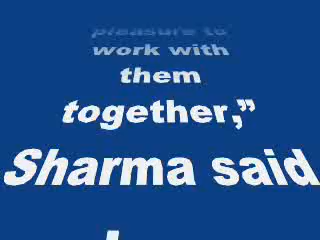 pleasure to
work with
them
together,”
Sharma said